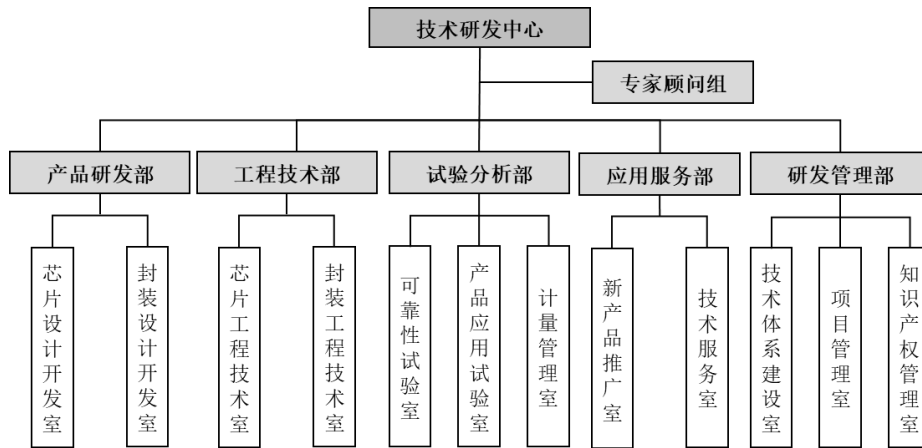 技术研发中心
专家顾问组
产品研发部
工程技术部
试验分析部
应用服务部
研发管理部
芯片设计开发室
封装设计开发室
芯片工程技术室
封装工程技术室
可靠性试验室
产品应用试验室
计量管理室
新产品推广室
技术服务室
技术体系建设室
项目管理室
知识产权管理室